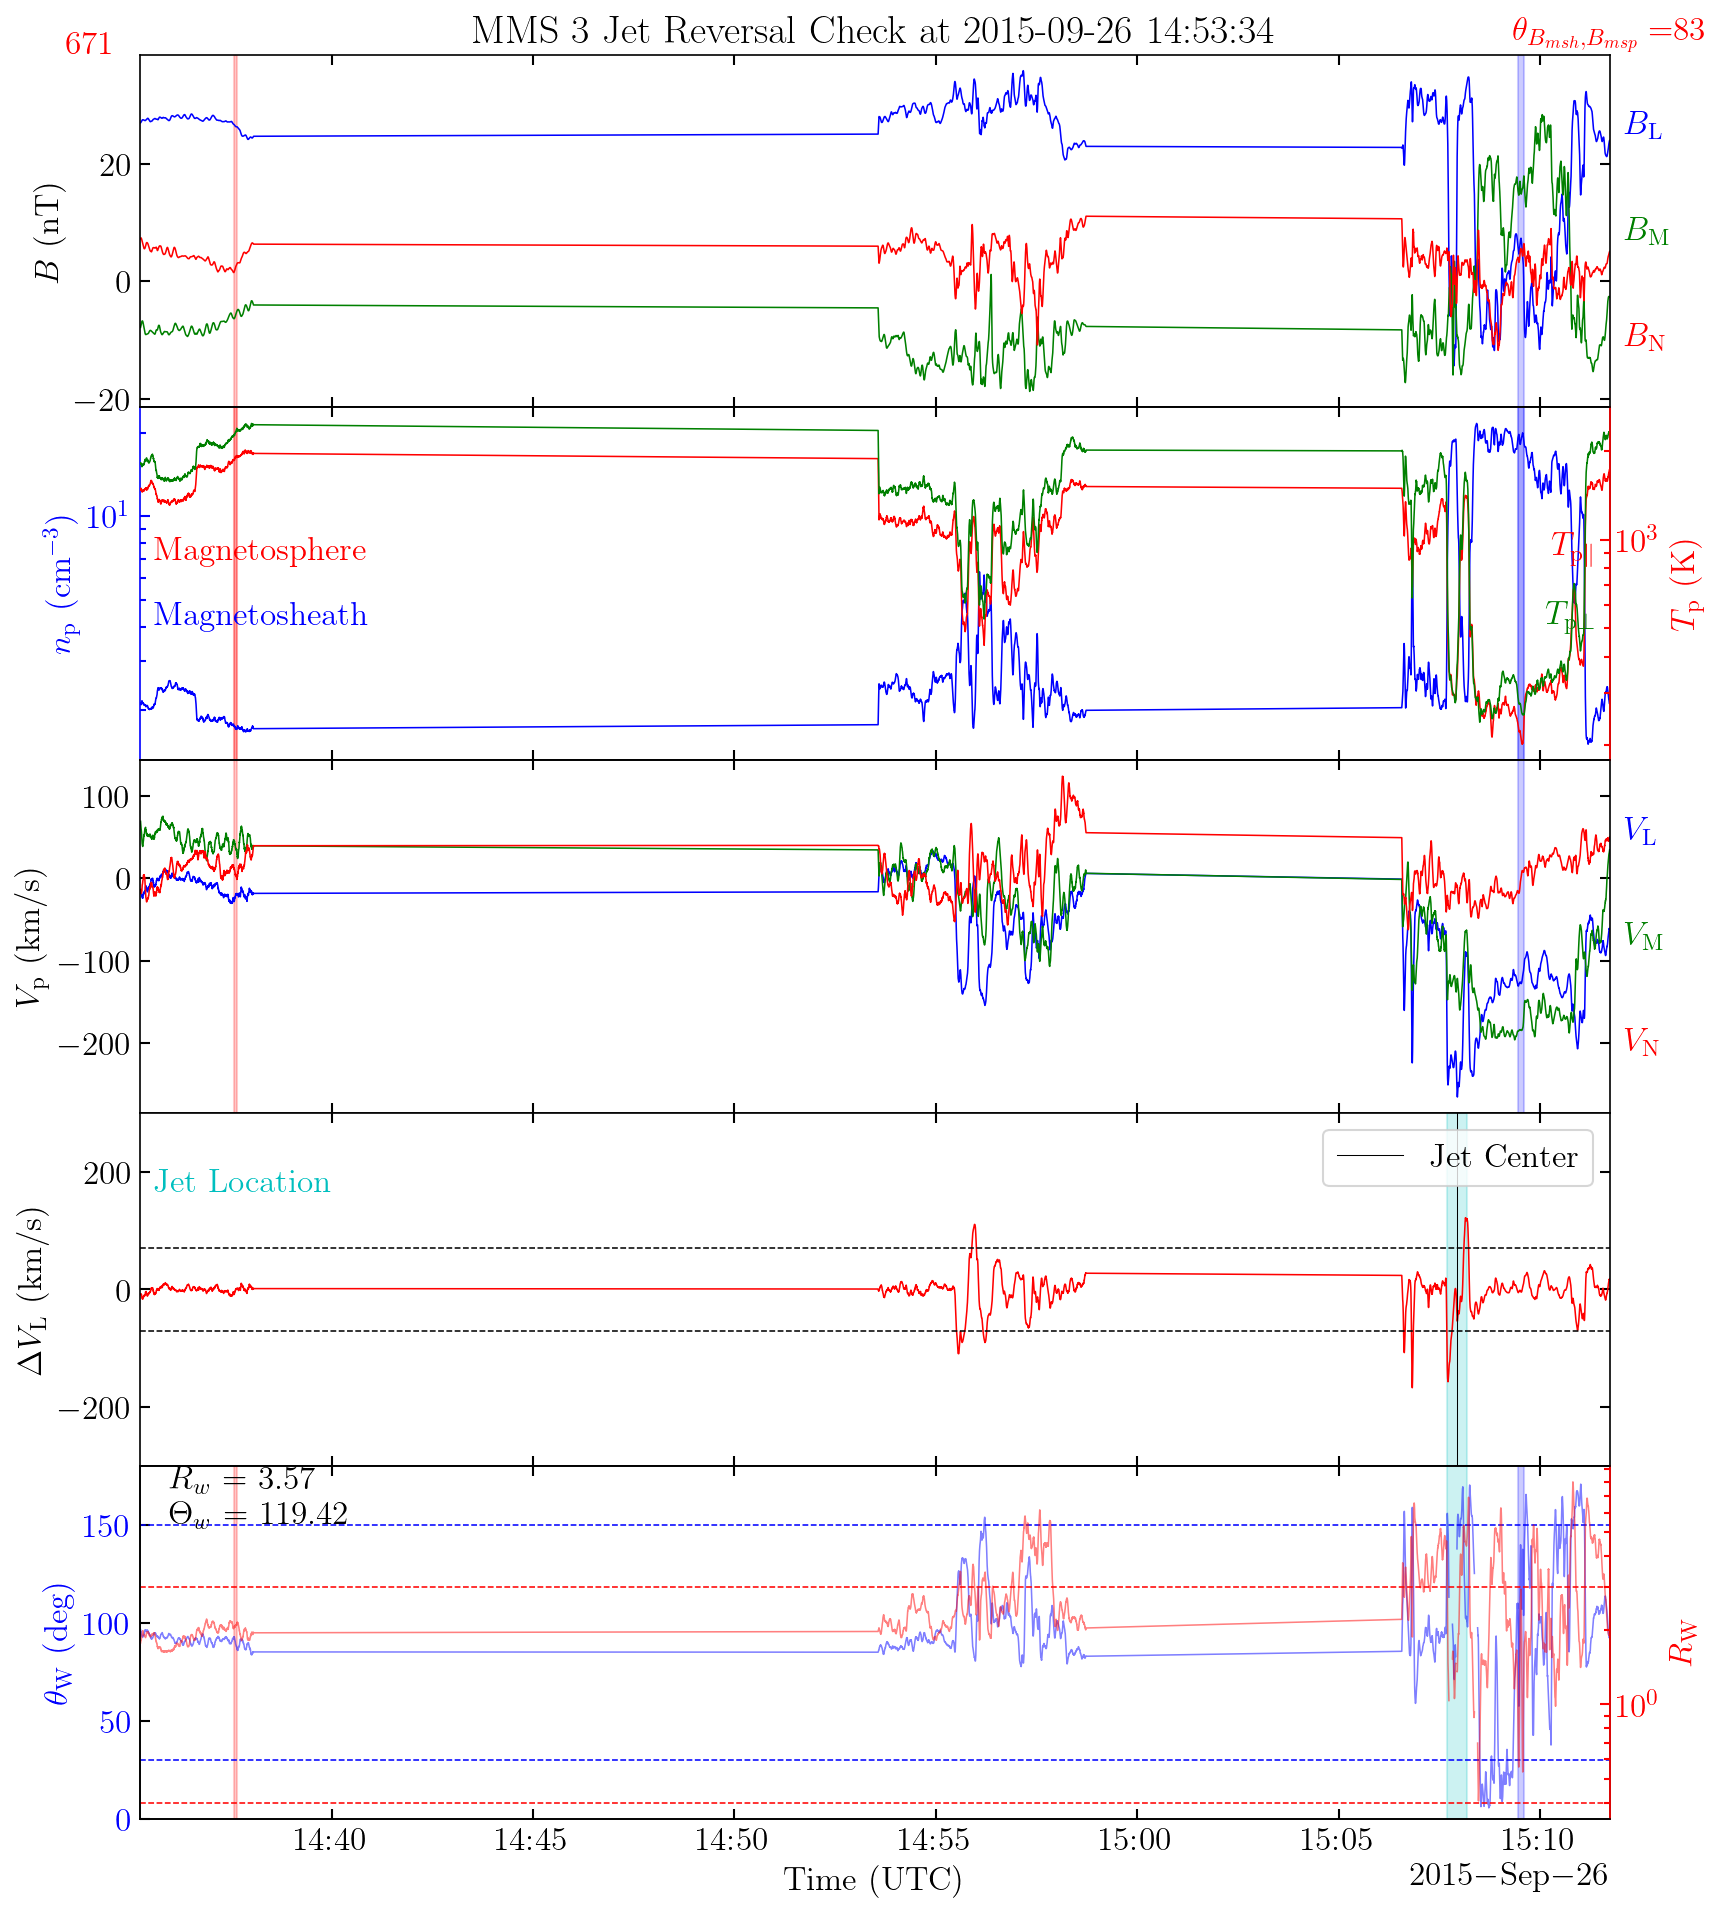 MMS 3 Jet Reversal Check at 2015-09-26 14:53:34
671
θ_{B_{msh},B_{msp}} =83
B (nT)
20
0
−20
B_L
B_M
B_N
n_p (cm^{−3})
10^1
Magnetosphere
Magnetosheath
T_{p∥}
T_{p⊥}
10^3
T_p (K)
V_p (km/s)
100
0
−100
−200
V_L
V_M
V_N
ΔV_L (km/s)
200
0
−200
Jet Location
Jet Center
R_w = 3.57
Θ_w = 119.42
θ_W (deg)
150
100
50
0
10^0
R_W
14:40 14:45 14:50 14:55 15:00 15:05 15:10
Time (UTC)
2015−Sep−26